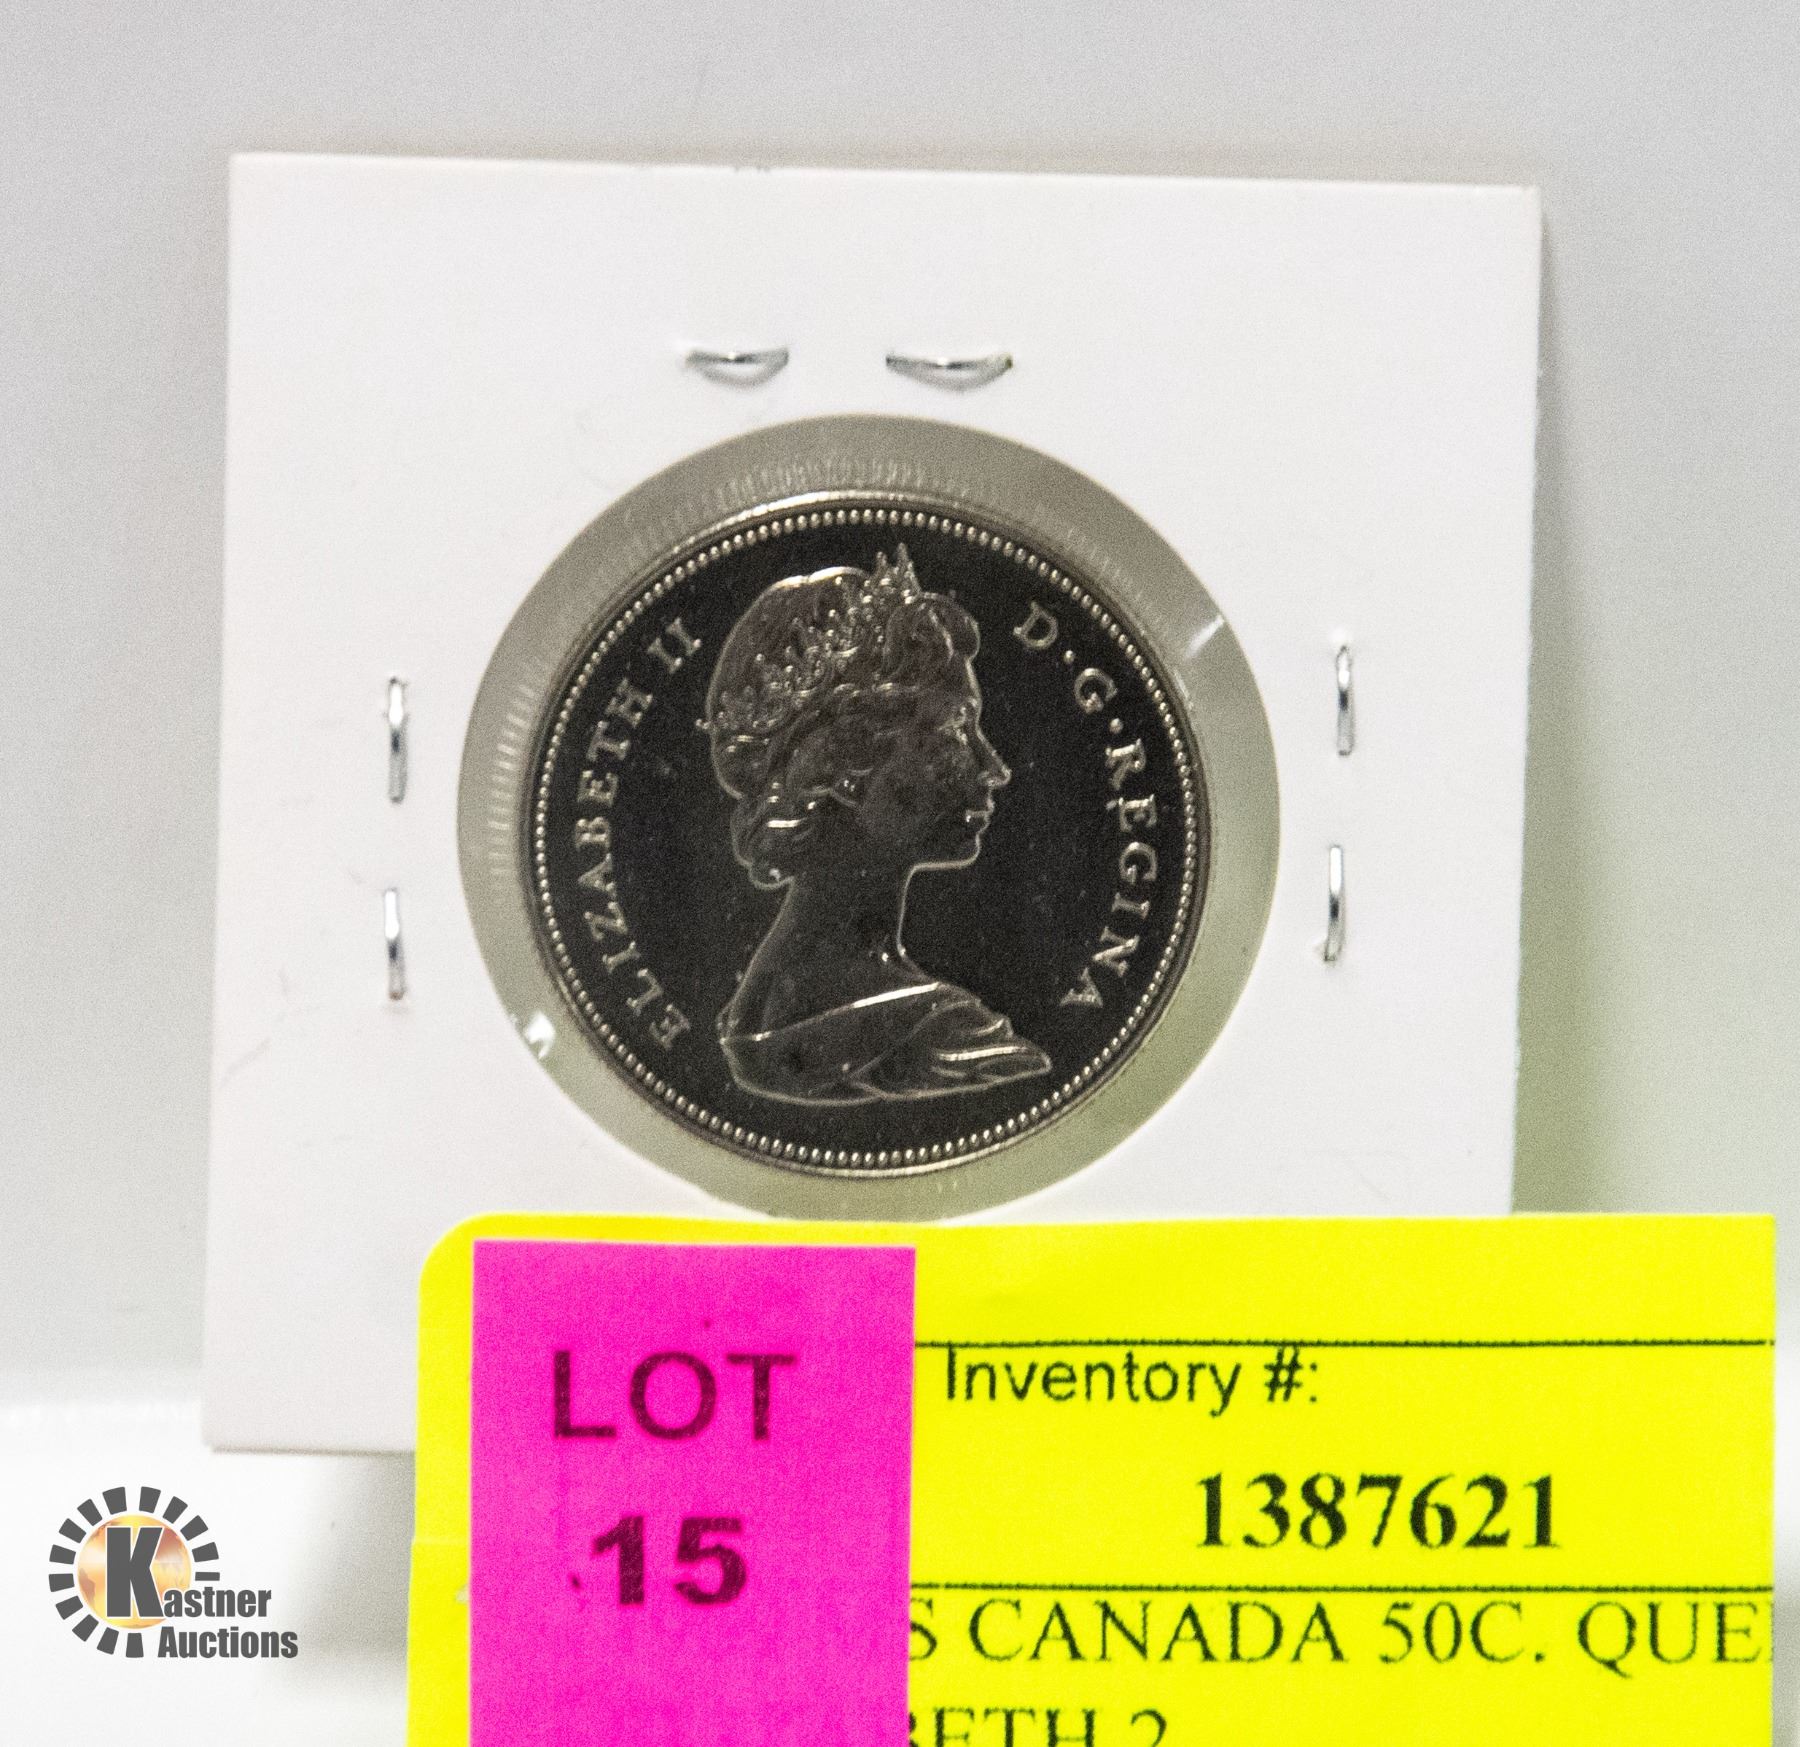 ELIZABETH II D·G·REGINA
LOT
15
Inventory #:
1387621
S CANADA 50C. QUE
BETH 2
Kastner
Auctions